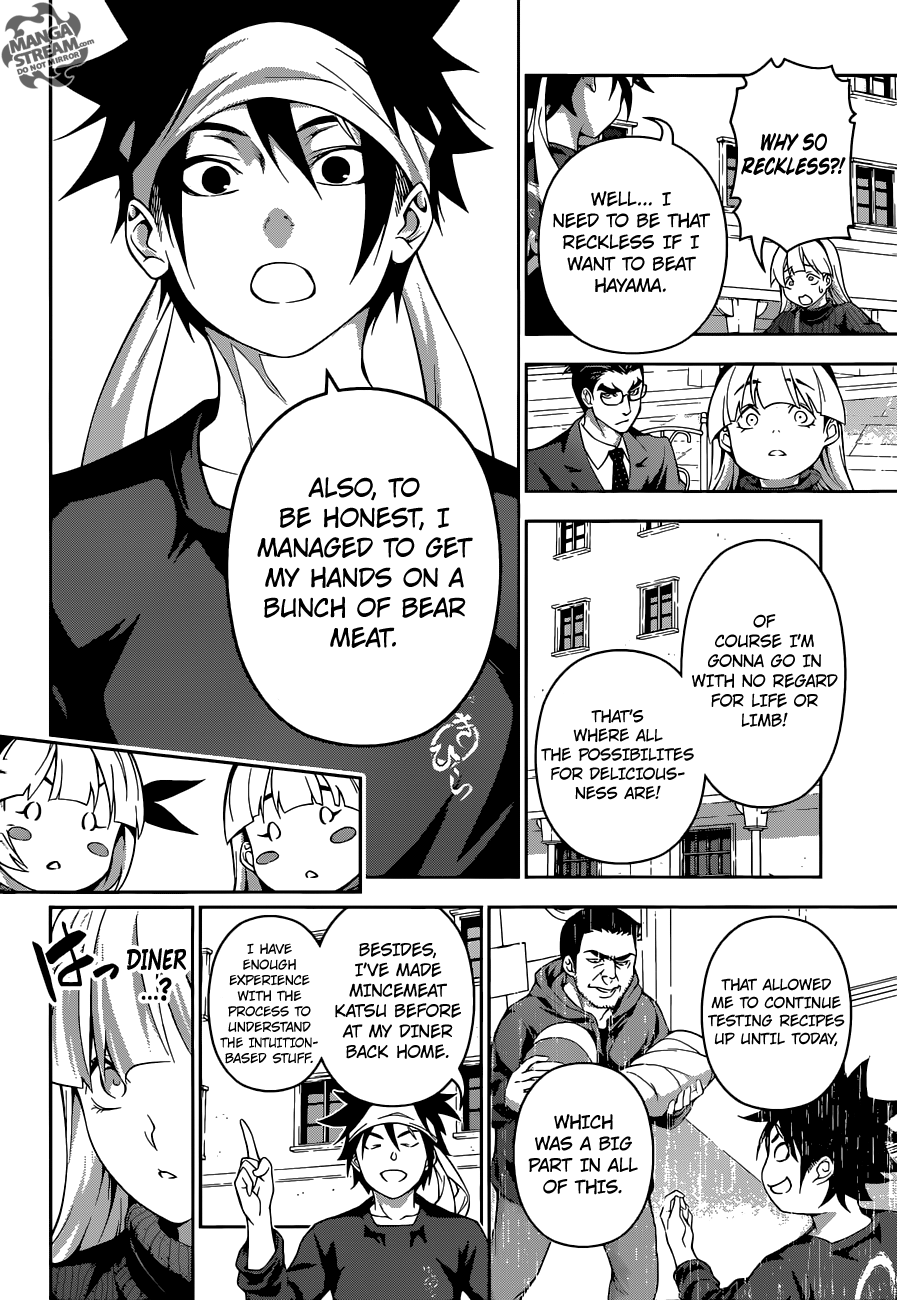 MANGA
STREAM.com
DO NOT MIRROR
WHY SO
RECKLESS?!
WELL... I
NEED TO BE THAT
RECKLESS IF I
WANT TO BEAT
HAYAMA.
OF
COURSE I'M
GONNA GO IN
WITH NO REGARD
FOR LIFE OR
LIMB!
THAT'S
WHERE ALL
THE POSSIBILITES
FOR DELICIOUS-
NESS ARE!
ALSO, TO
BE HONEST, I
MANAGED TO GET
MY HANDS ON A
BUNCH OF BEAR
MEAT.
THAT ALLOWED
ME TO CONTINUE
TESTING RECIPES
UP UNTIL TODAY,
WHICH
WAS A BIG
PART IN ALL
OF THIS.
BESIDES,
I'VE MADE
MINCEMEAT
KATSU BEFORE
AT MY DINER
BACK HOME.
I HAVE
ENOUGH
EXPERIENCE
WITH THE
PROCESS TO
UNDERSTAND
THE INTUITION-
BASED STUFF.
はっ
DINER
...?